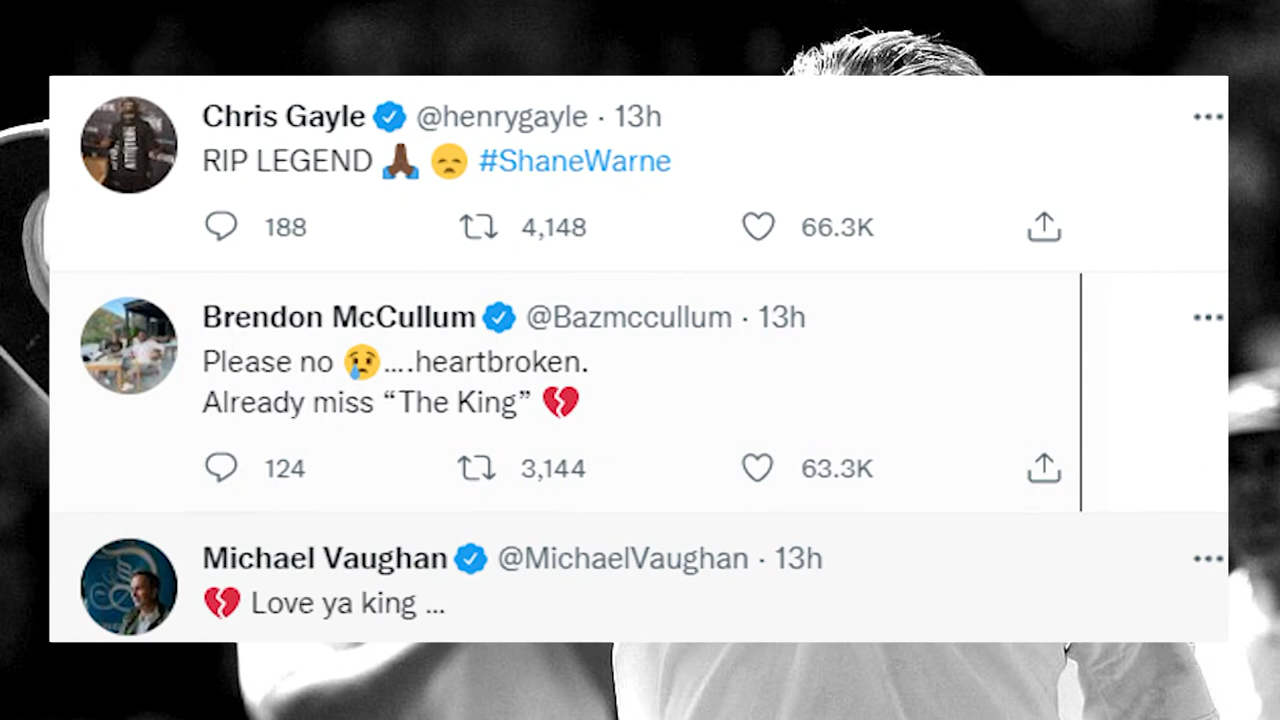 Chris Gayle @henrygayle · 13h
RIP LEGEND 🙏🏾 😞 #ShaneWarne
188 4,148 66.3K
Brendon McCullum @Bazmccullum · 13h
Please no 😢....heartbroken.
Already miss “The King” 💔
124 3,144 63.3K
Michael Vaughan @MichaelVaughan · 13h
💔 Love ya king ...